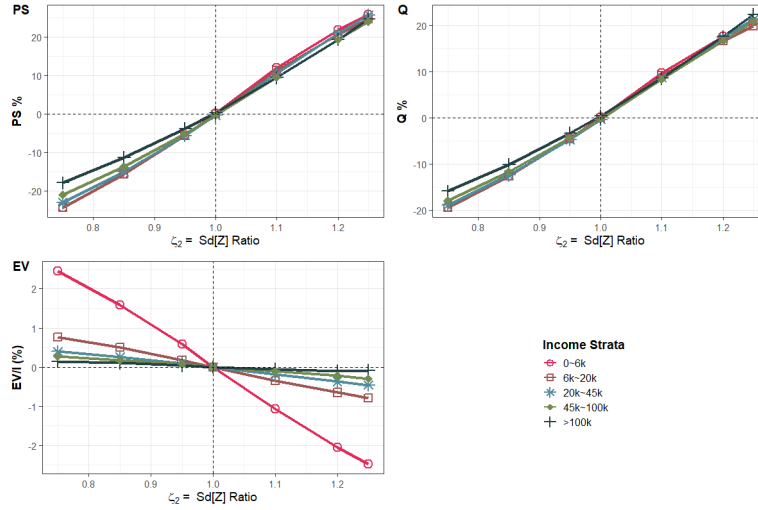 PS
PS %
20
10
0
-10
-20
0.8
0.9
1.0
1.1
1.2
ζ₂ = Sd[Z] Ratio
Q
Q %
20
10
0
-10
-20
0.8
0.9
1.0
1.1
1.2
ζ₂ = Sd[Z] Ratio
EV
EV/I (%)
2
1
0
-1
-2
0.8
0.9
1.0
1.1
1.2
ζ₂ = Sd[Z] Ratio
Income Strata
0~6k
6k~20k
20k~45k
45k~100k
>100k